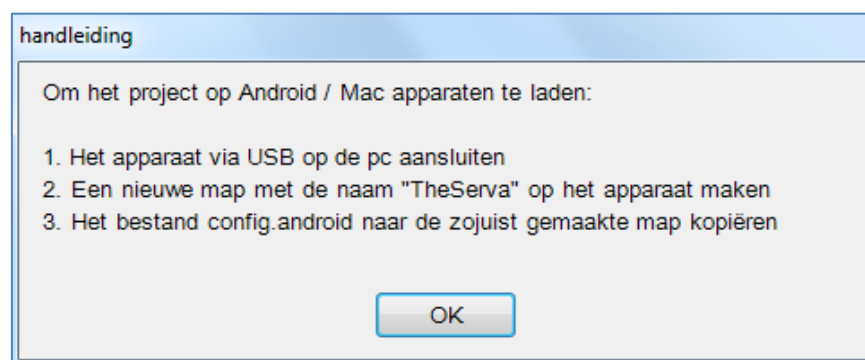 handleiding
Om het project op Android / Mac apparaten te laden:
1. Het apparaat via USB op de pc aansluiten
2. Een nieuwe map met de naam "TheServa" op het apparaat maken
3. Het bestand config.android naar de zojuist gemaakte map kopiëren
OK